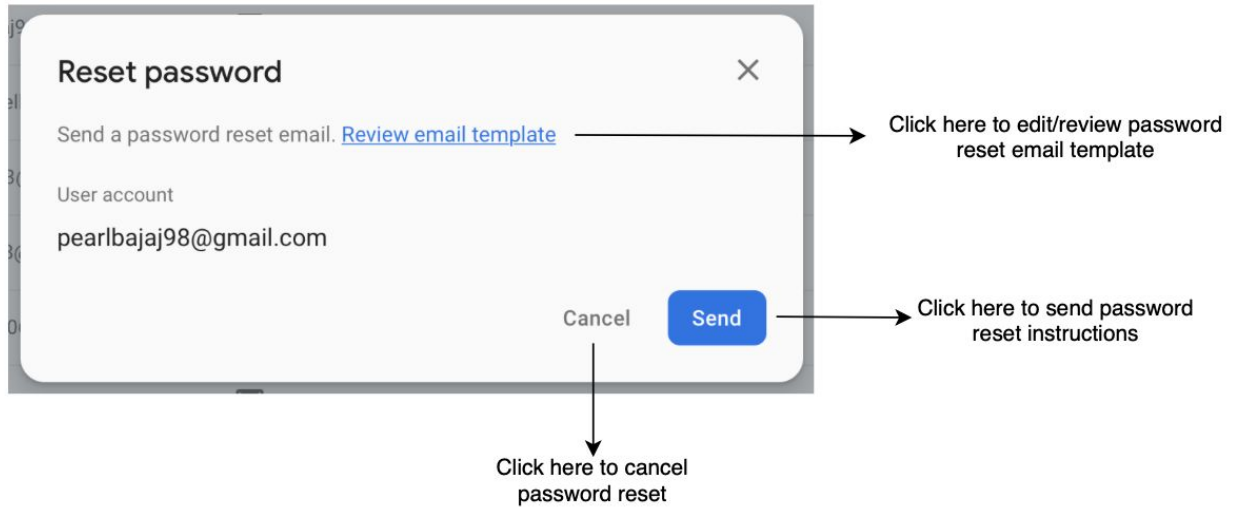 Reset password
Send a password reset email. Review email template
Click here to edit/review password
reset email template
User account
pearlbajaj98@gmail.com
Cancel
Send
Click here to send password
reset instructions
Click here to cancel
password reset